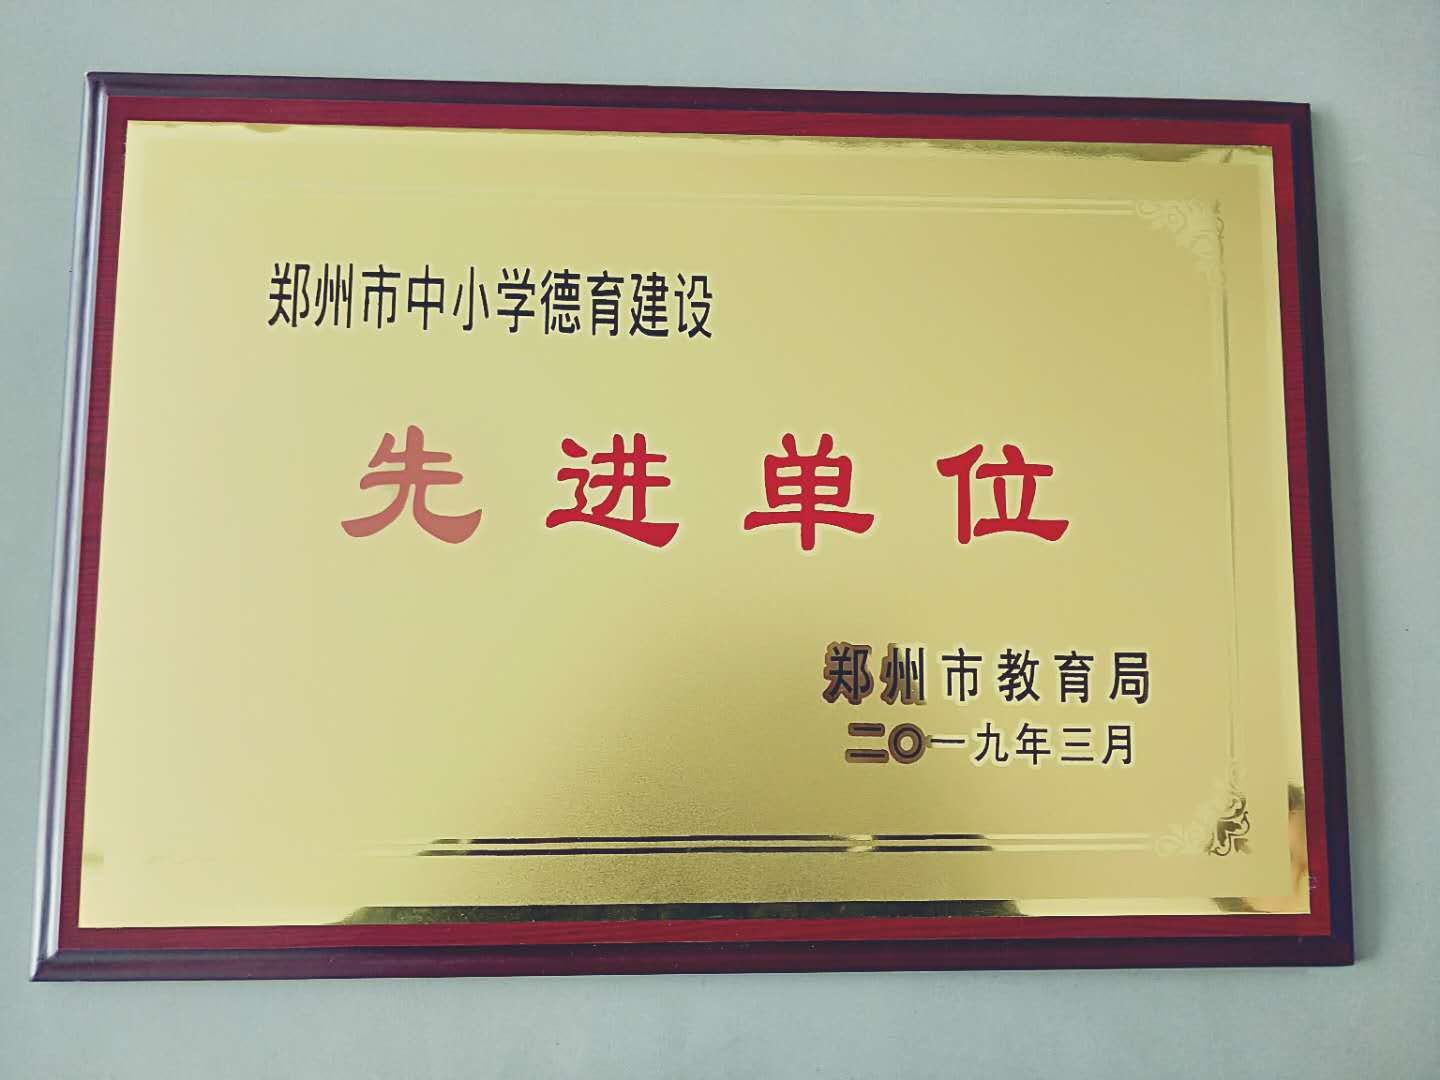 郑州市中小学德育建设
先进单位
郑州市教育局
二〇一九年三月